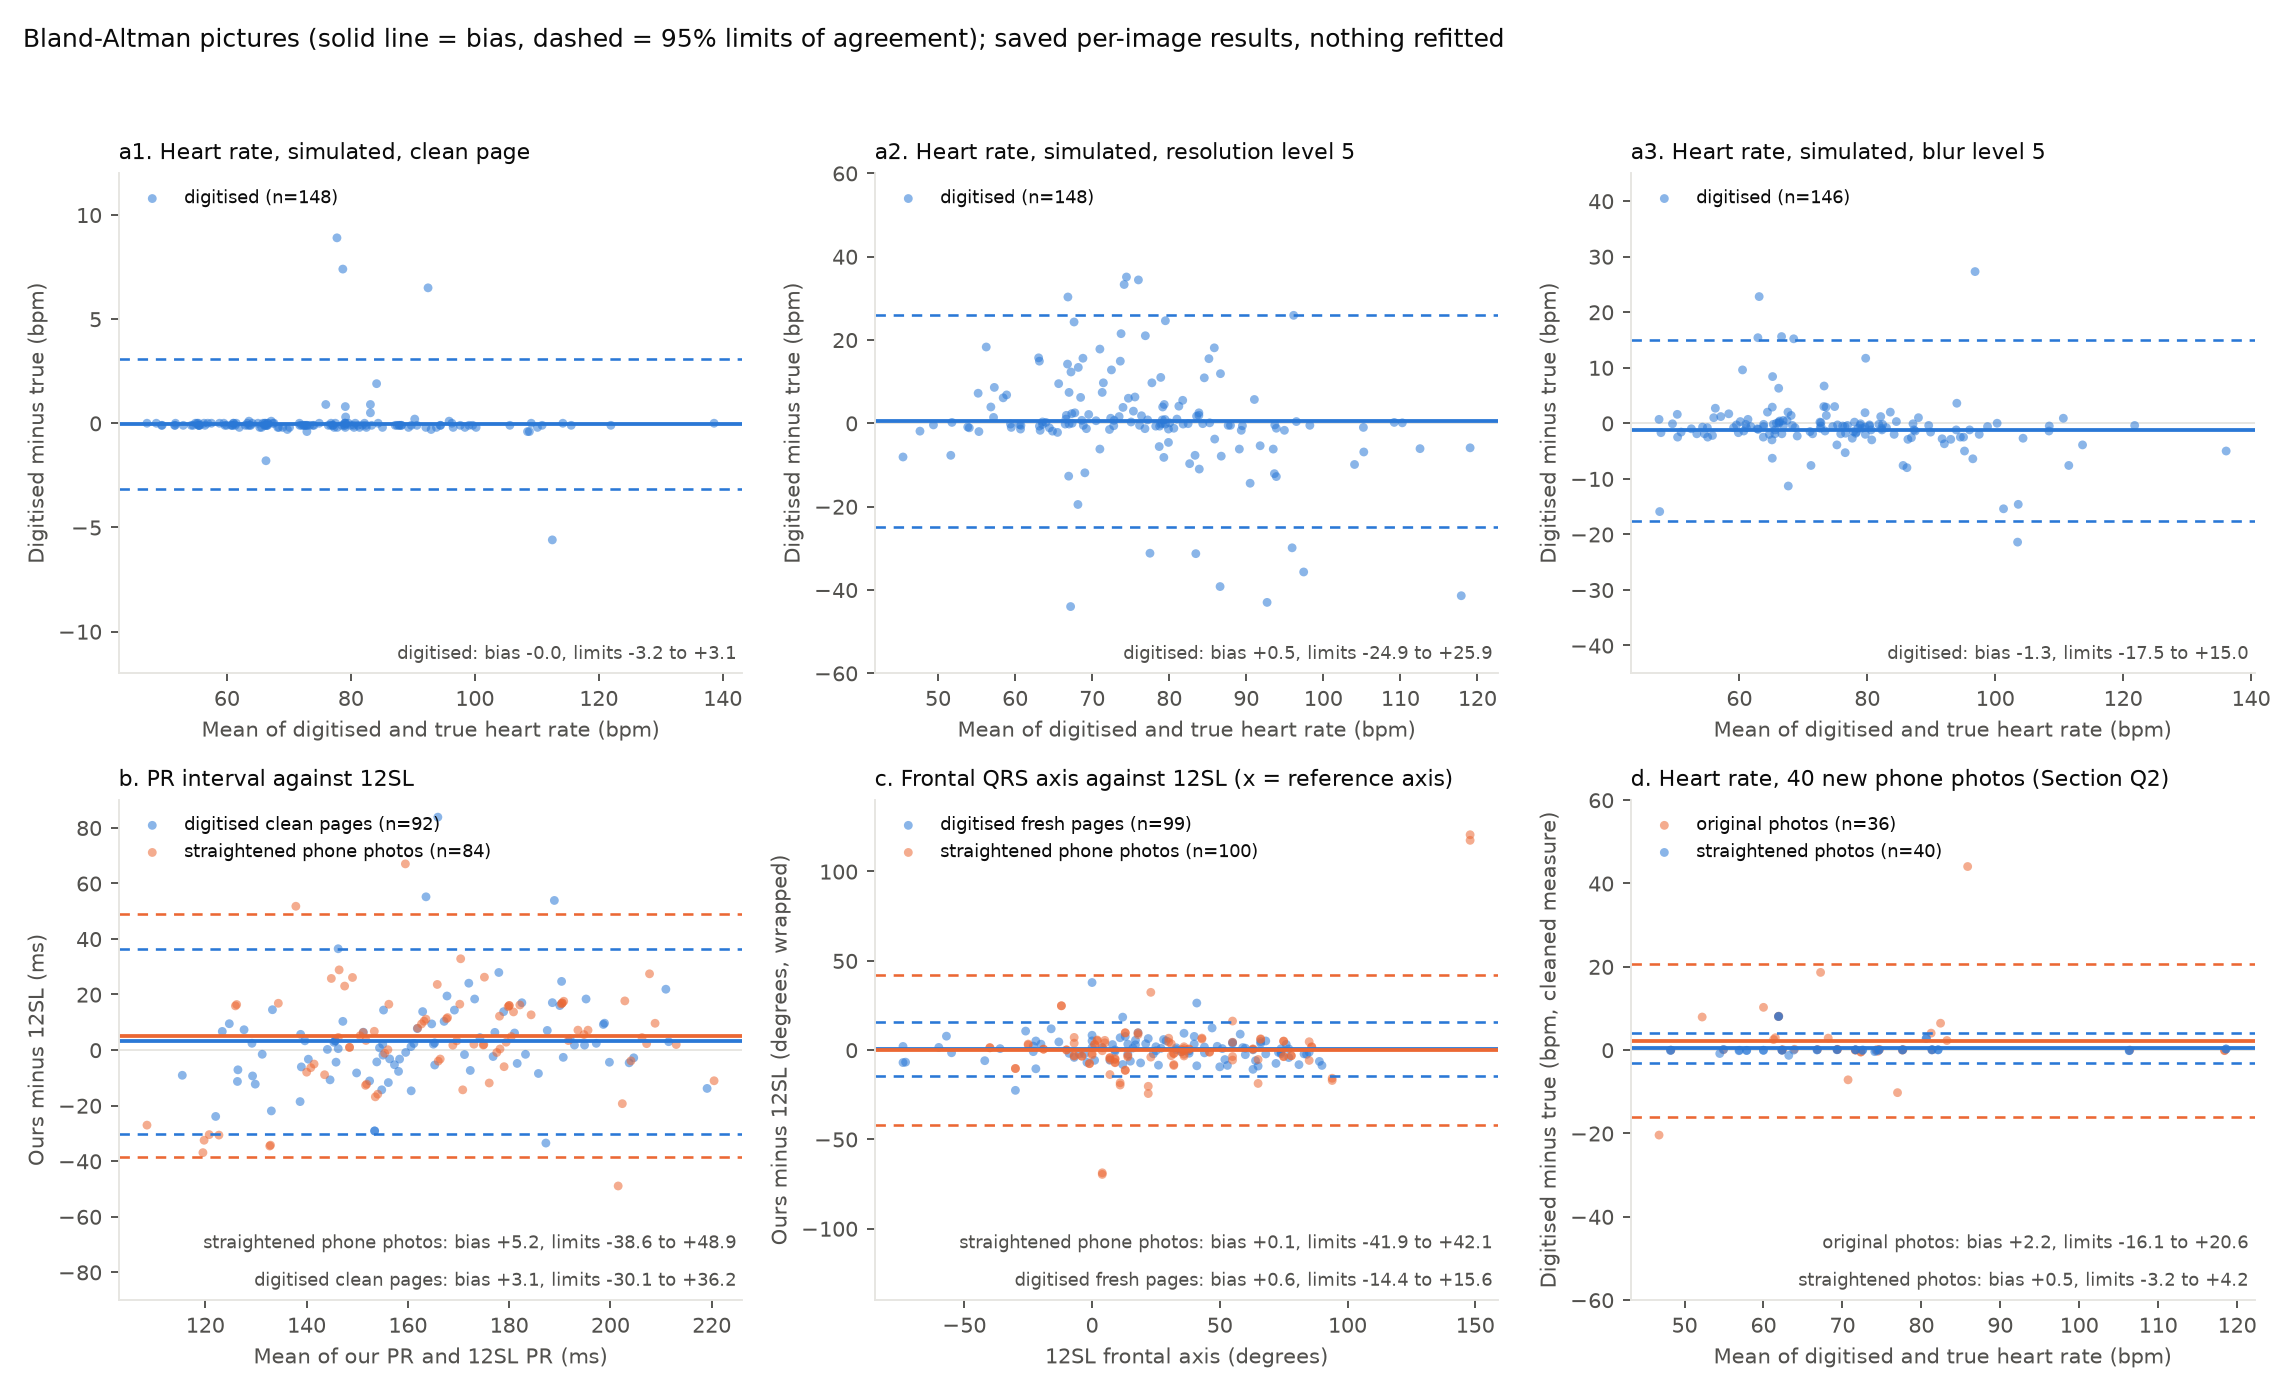 Bland-Altman pictures (solid line = bias, dashed = 95% limits of agreement); saved per-image results, nothing refitted
a1. Heart rate, simulated, clean page
digitised (n=148)
Digitised minus true (bpm)
10
5
0
−5
−10
digitised: bias -0.0, limits -3.2 to +3.1
60 80 100 120 140
Mean of digitised and true heart rate (bpm)
a2. Heart rate, simulated, resolution level 5
digitised (n=148)
Digitised minus true (bpm)
60
40
20
0
−20
−40
−60
digitised: bias +0.5, limits -24.9 to +25.9
50 60 70 80 90 100 110 120
Mean of digitised and true heart rate (bpm)
a3. Heart rate, simulated, blur level 5
digitised (n=146)
Digitised minus true (bpm)
40
30
20
10
0
−10
−20
−30
−40
digitised: bias -1.3, limits -17.5 to +15.0
60 80 100 120 140
Mean of digitised and true heart rate (bpm)
b. PR interval against 12SL
digitised clean pages (n=92)
straightened phone photos (n=84)
Ours minus 12SL (ms)
80
60
40
20
0
−20
−40
−60
−80
straightened phone photos: bias +5.2, limits -38.6 to +48.9
digitised clean pages: bias +3.1, limits -30.1 to +36.2
120 140 160 180 200 220
Mean of our PR and 12SL PR (ms)
c. Frontal QRS axis against 12SL (x = reference axis)
digitised fresh pages (n=99)
straightened phone photos (n=100)
Ours minus 12SL (degrees, wrapped)
100
50
0
−50
−100
straightened phone photos: bias +0.1, limits -41.9 to +42.1
digitised fresh pages: bias +0.6, limits -14.4 to +15.6
−50 0 50 100 150
12SL frontal axis (degrees)
d. Heart rate, 40 new phone photos (Section Q2)
original photos (n=36)
straightened photos (n=40)
Digitised minus true (bpm, cleaned measure)
60
40
20
0
−20
−40
−60
original photos: bias +2.2, limits -16.1 to +20.6
straightened photos: bias +0.5, limits -3.2 to +4.2
50 60 70 80 90 100 110 120
Mean of digitised and true heart rate (bpm)